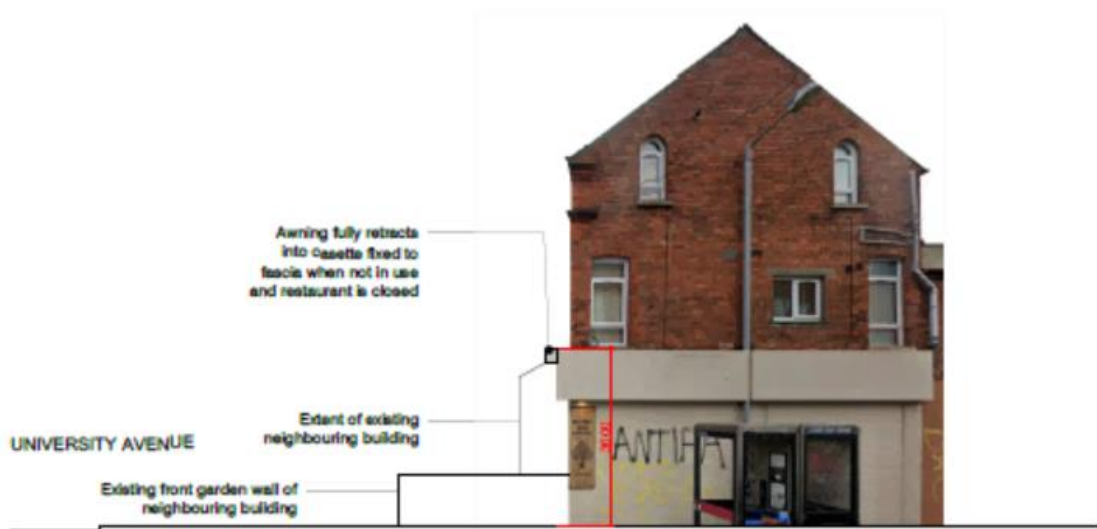 Awning fully retracts
into casette fixed to
fascia when not in use
and restaurant is closed
Extent of existing
neighbouring building
UNIVERSITY AVENUE
ANTIFA
Existing front garden wall of
neighbouring building